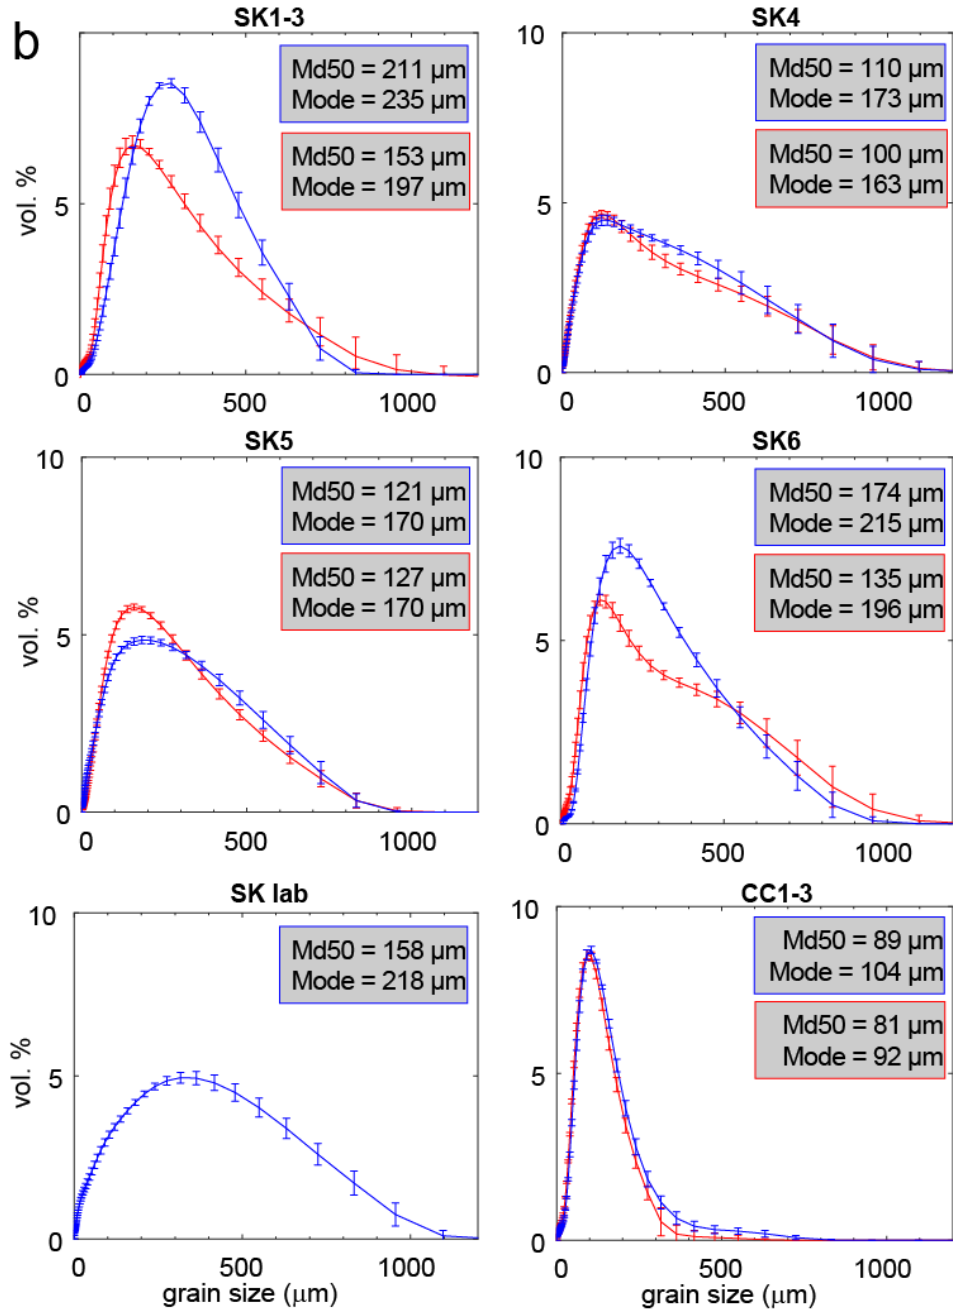 b
SK1-3
Md50 = 211 µm
Mode = 235 µm
Md50 = 153 µm
Mode = 197 µm
vol. %
5
0
0
500
1000
SK4
10
Md50 = 110 µm
Mode = 173 µm
Md50 = 100 µm
Mode = 163 µm
5
0
0
500
1000
SK5
10
Md50 = 121 µm
Mode = 170 µm
Md50 = 127 µm
Mode = 170 µm
vol. %
5
0
0
500
1000
SK6
10
Md50 = 174 µm
Mode = 215 µm
Md50 = 135 µm
Mode = 196 µm
5
0
0
500
1000
SK lab
10
Md50 = 158 µm
Mode = 218 µm
vol. %
5
0
0
500
1000
grain size (µm)
CC1-3
10
Md50 = 89 µm
Mode = 104 µm
Md50 = 81 µm
Mode = 92 µm
5
0
0
500
1000
grain size (µm)